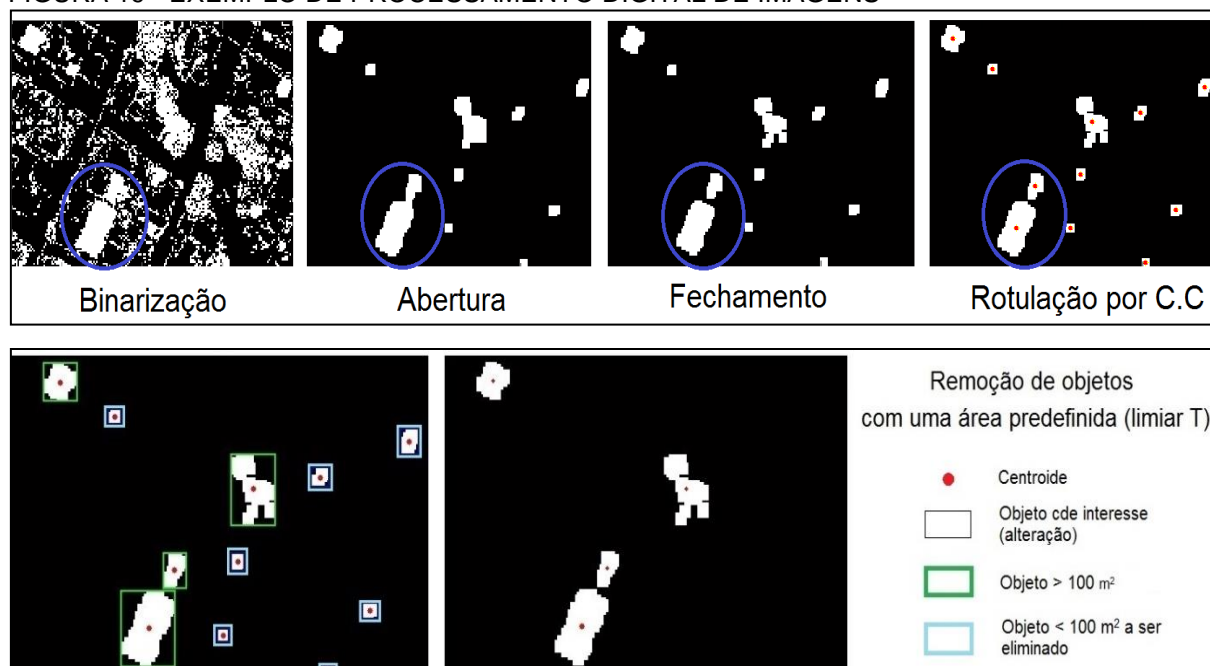 Binarização
Abertura
Fechamento
Rotulação por C.C
Remoção de objetos
com uma área predefinida (limiar T)
Centroide
Objeto cde interesse
(alteração)
Objeto > 100 m²
Objeto < 100 m² a ser
eliminado